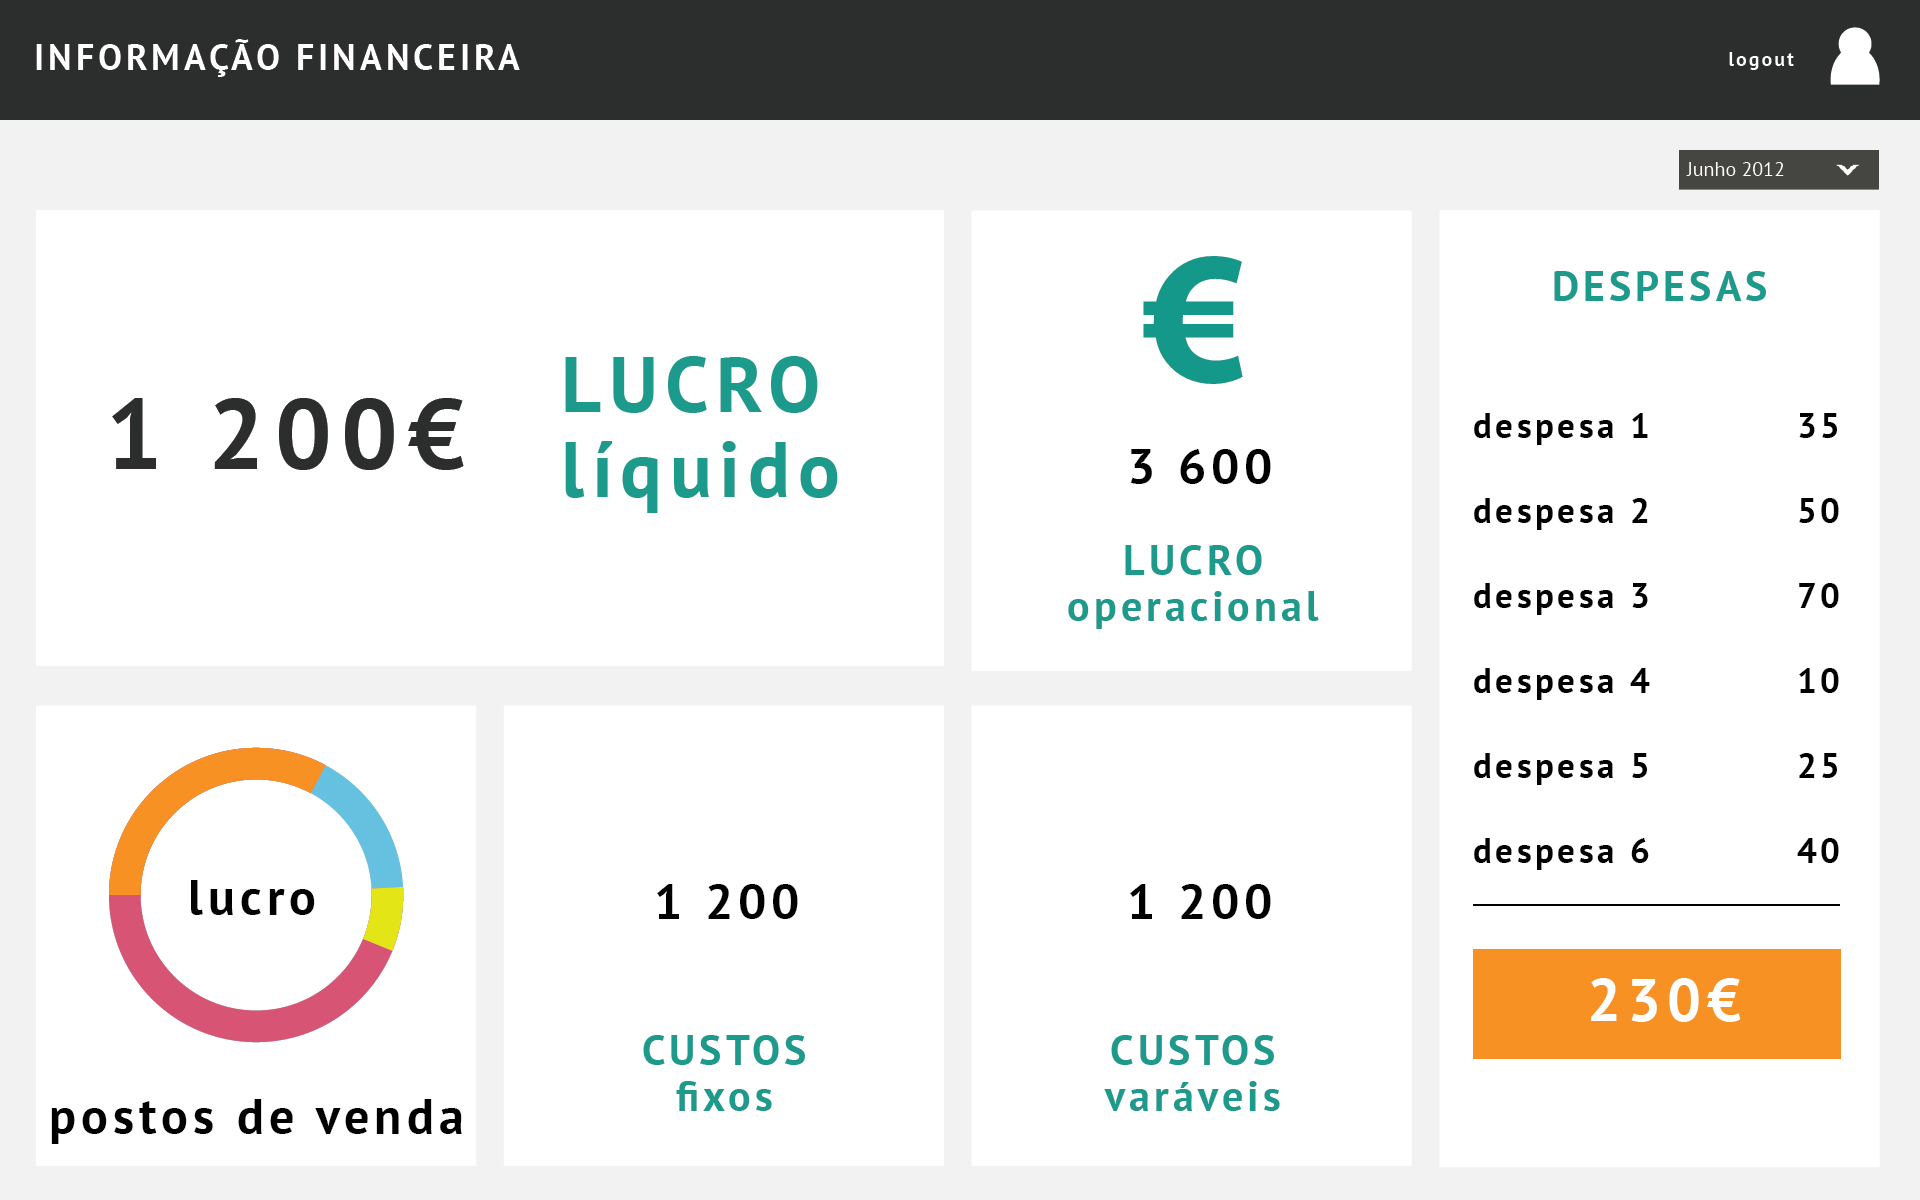 INFORMAÇÃO FINANCEIRA
logout
Junho 2012
1 200€
LUCRO
líquido
€
3 600
LUCRO
operacional
DESPESAS
despesa 1 35
despesa 2 50
despesa 3 70
despesa 4 10
despesa 5 25
despesa 6 40
230€
lucro
postos de venda
1 200
CUSTOS
fixos
1 200
CUSTOS
varáveis